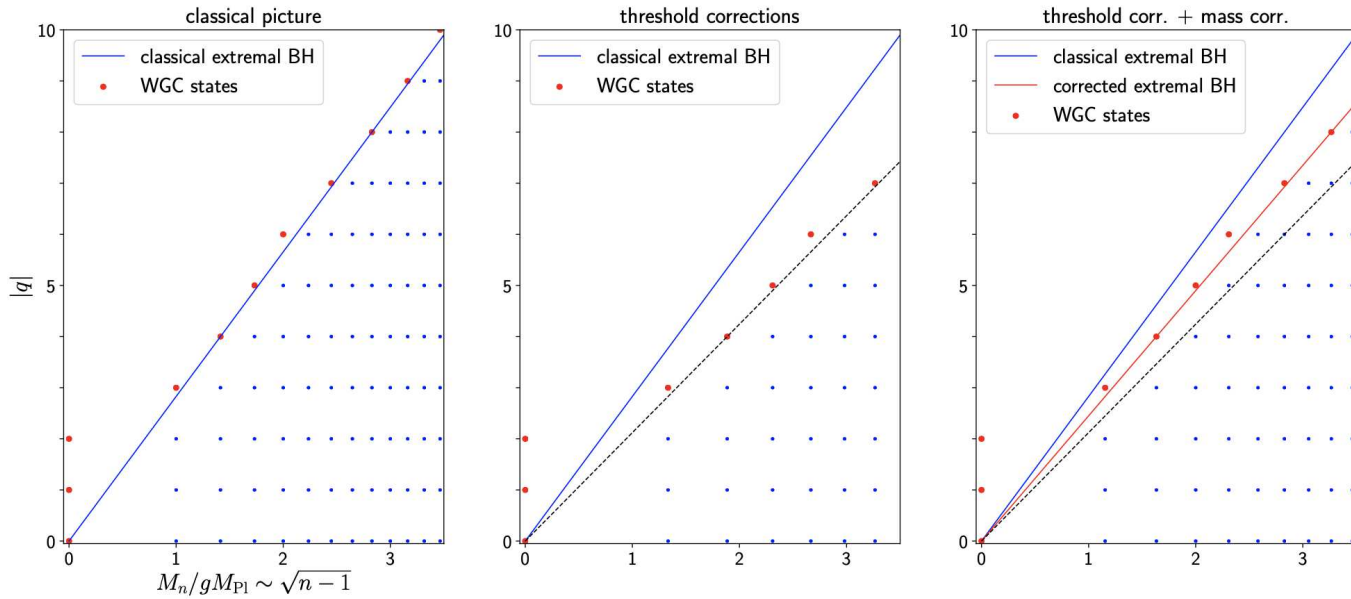 classical picture
10
classical extremal BH
WGC states
|q|
5
0
0
1
2
3
M_n/gM_Pl ∼ √n − 1
threshold corrections
10
classical extremal BH
WGC states
5
0
0
1
2
3
threshold corr. + mass corr.
10
classical extremal BH
corrected extremal BH
WGC states
5
0
0
1
2
3